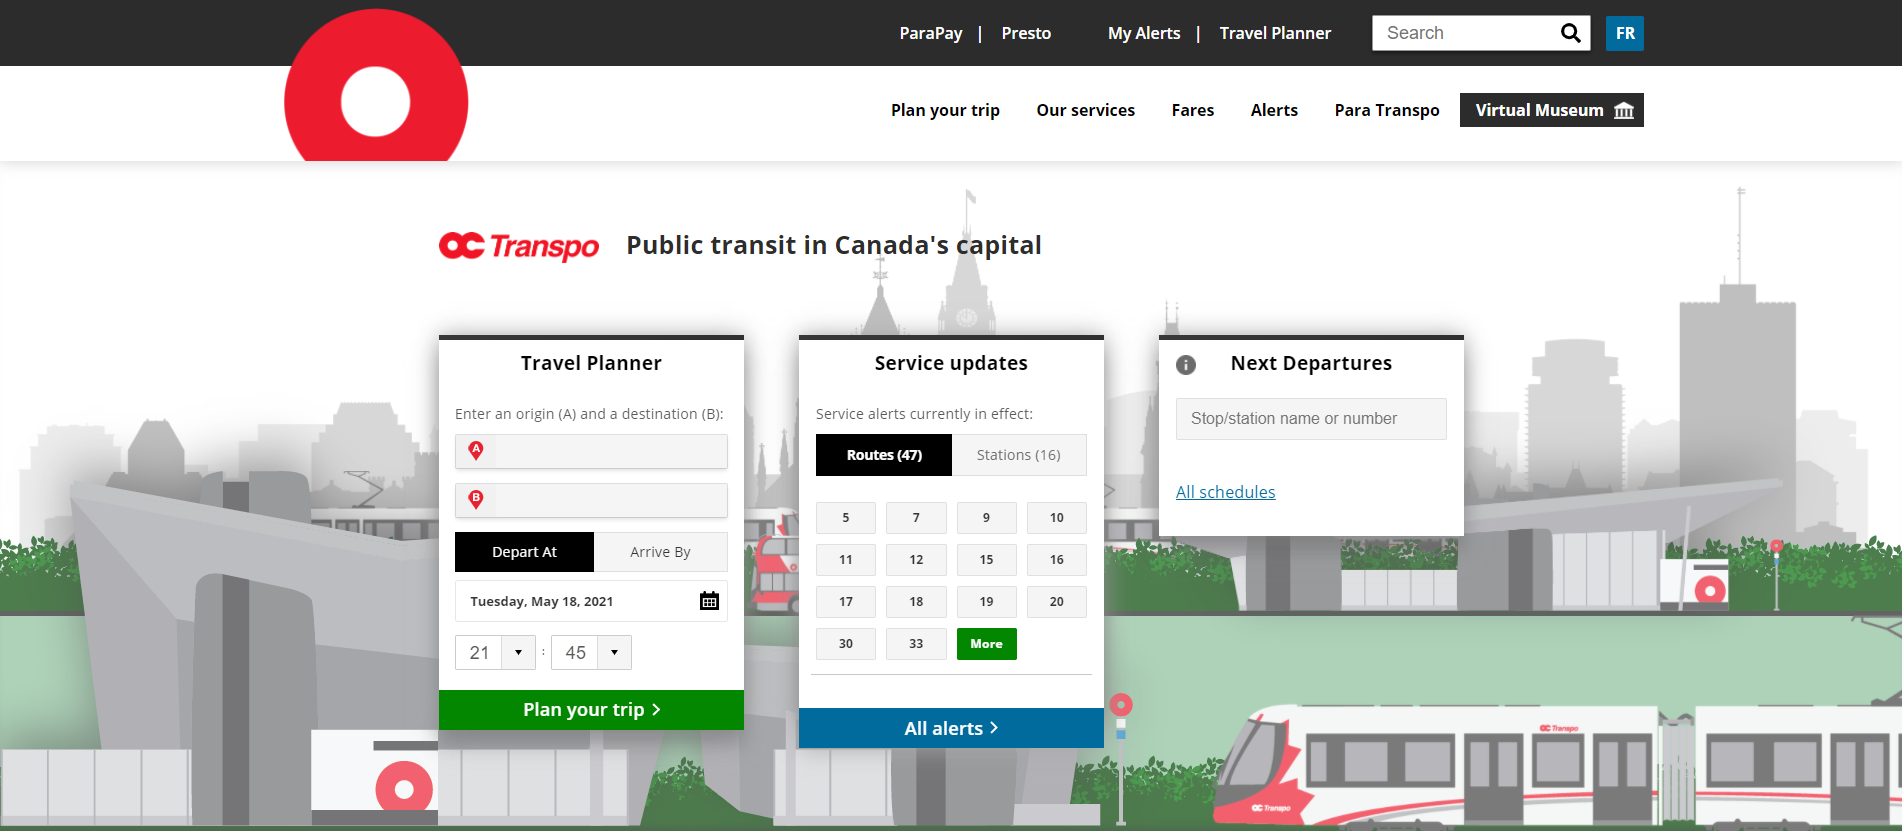 ParaPay | Presto My Alerts | Travel Planner Search FR
Plan your trip Our services Fares Alerts Para Transpo Virtual Museum
OC Transpo Public transit in Canada's capital
Travel Planner
Enter an origin (A) and a destination (B):
A
B
Depart At Arrive By
Tuesday, May 18, 2021
21 : 45
Plan your trip
Service updates
Service alerts currently in effect:
Routes (47) Stations (16)
5 7 9 10
11 12 15 16
17 18 19 20
30 33 More
All alerts
Next Departures
Stop/station name or number
All schedules
OC Transpo
OC Transpo